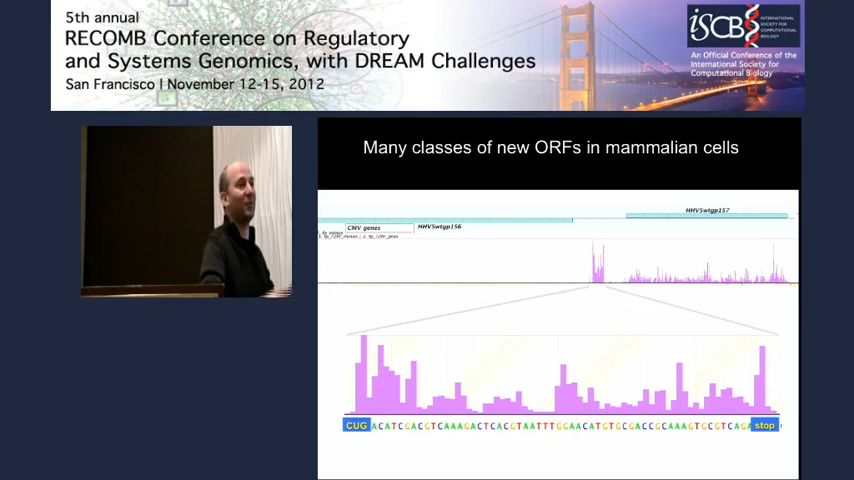 5th annual
RECOMB Conference on Regulatory
and Systems Genomics, with DREAM Challenges
San Francisco | November 12-15, 2012
iSCB
INTERNATIONAL
SOCIETY FOR
COMPUTATIONAL
BIOLOGY
An Official Conference of the
International Society for
Computational Biology
Many classes of new ORFs in mammalian cells
HHV5wtgp157
CMV genes
HHV5wtgp156
CUG ACATCGACGTCAAAGACTCACGTAATTTGGAACATGTGCGACCGCAAAGTGCGTCAGA stop